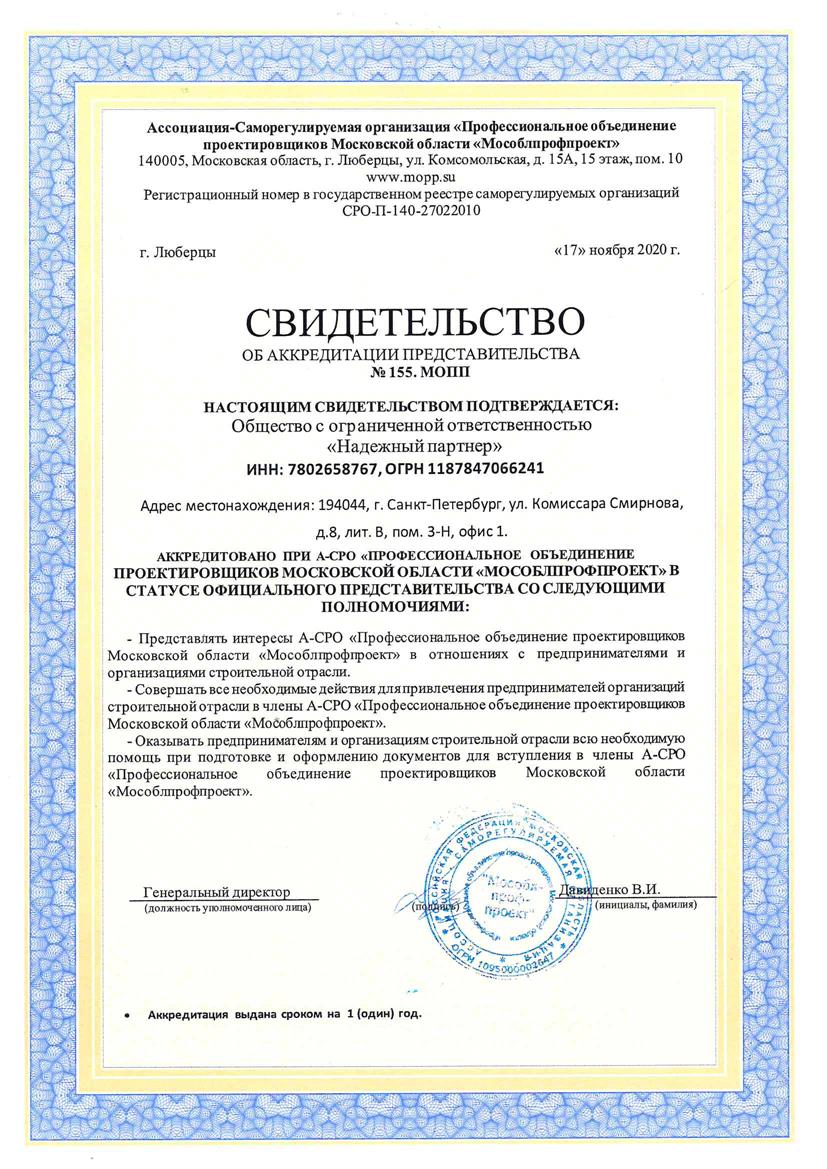 Ассоциация-Саморегулируемая организация «Профессиональное объединение
проектировщиков Московской области «Мособлпрофпроект»
140005, Московская область, г. Люберцы, ул. Комсомольская, д. 15А, 15 этаж, пом. 10
www.mopp.su
Регистрационный номер в государственном реестре саморегулируемых организаций
СРО-П-140-27022010
г. Люберцы «17» ноября 2020 г.
СВИДЕТЕЛЬСТВО
ОБ АККРЕДИТАЦИИ ПРЕДСТАВИТЕЛЬСТВА
№ 155. МОПП
НАСТОЯЩИМ СВИДЕТЕЛЬСТВОМ ПОДТВЕРЖДАЕТСЯ:
Общество с ограниченной ответственностью
«Надежный партнер»
ИНН: 7802658767, ОГРН 1187847066241
Адрес местонахождения: 194044, г. Санкт-Петербург, ул. Комиссара Смирнова,
д.8, лит. В, пом. 3-Н, офис 1.
АККРЕДИТОВАНО ПРИ А-СРО «ПРОФЕССИОНАЛЬНОЕ ОБЪЕДИНЕНИЕ
ПРОЕКТИРОВЩИКОВ МОСКОВСКОЙ ОБЛАСТИ «МОСОБЛПРОФПРОЕКТ» В
СТАТУСЕ ОФИЦИАЛЬНОГО ПРЕДСТАВИТЕЛЬСТВА СО СЛЕДУЮЩИМИ
ПОЛНОМОЧИЯМИ:
- Представлять интересы А-СРО «Профессиональное объединение проектировщиков
Московской области «Мособлпрофпроект» в отношениях с предпринимателями и
организациями строительной отрасли.
- Совершать все необходимые действия для привлечения предпринимателей организаций
строительной отрасли в члены А-СРО «Профессиональное объединение проектировщиков
Московской области «Мособлпрофпроект».
- Оказывать предпринимателям и организациям строительной отрасли всю необходимую
помощь при подготовке и оформлению документов для вступления в члены А-СРО
«Профессиональное объединение проектировщиков Московской области
«Мособлпрофпроект».
Генеральный директор Давиденко В.И.
(должность уполномоченного лица) (подпись) (инициалы, фамилия)
"Мособл-
проф-
проект"
ОГРН 1095000002647
• Аккредитация выдана сроком на 1 (один) год.